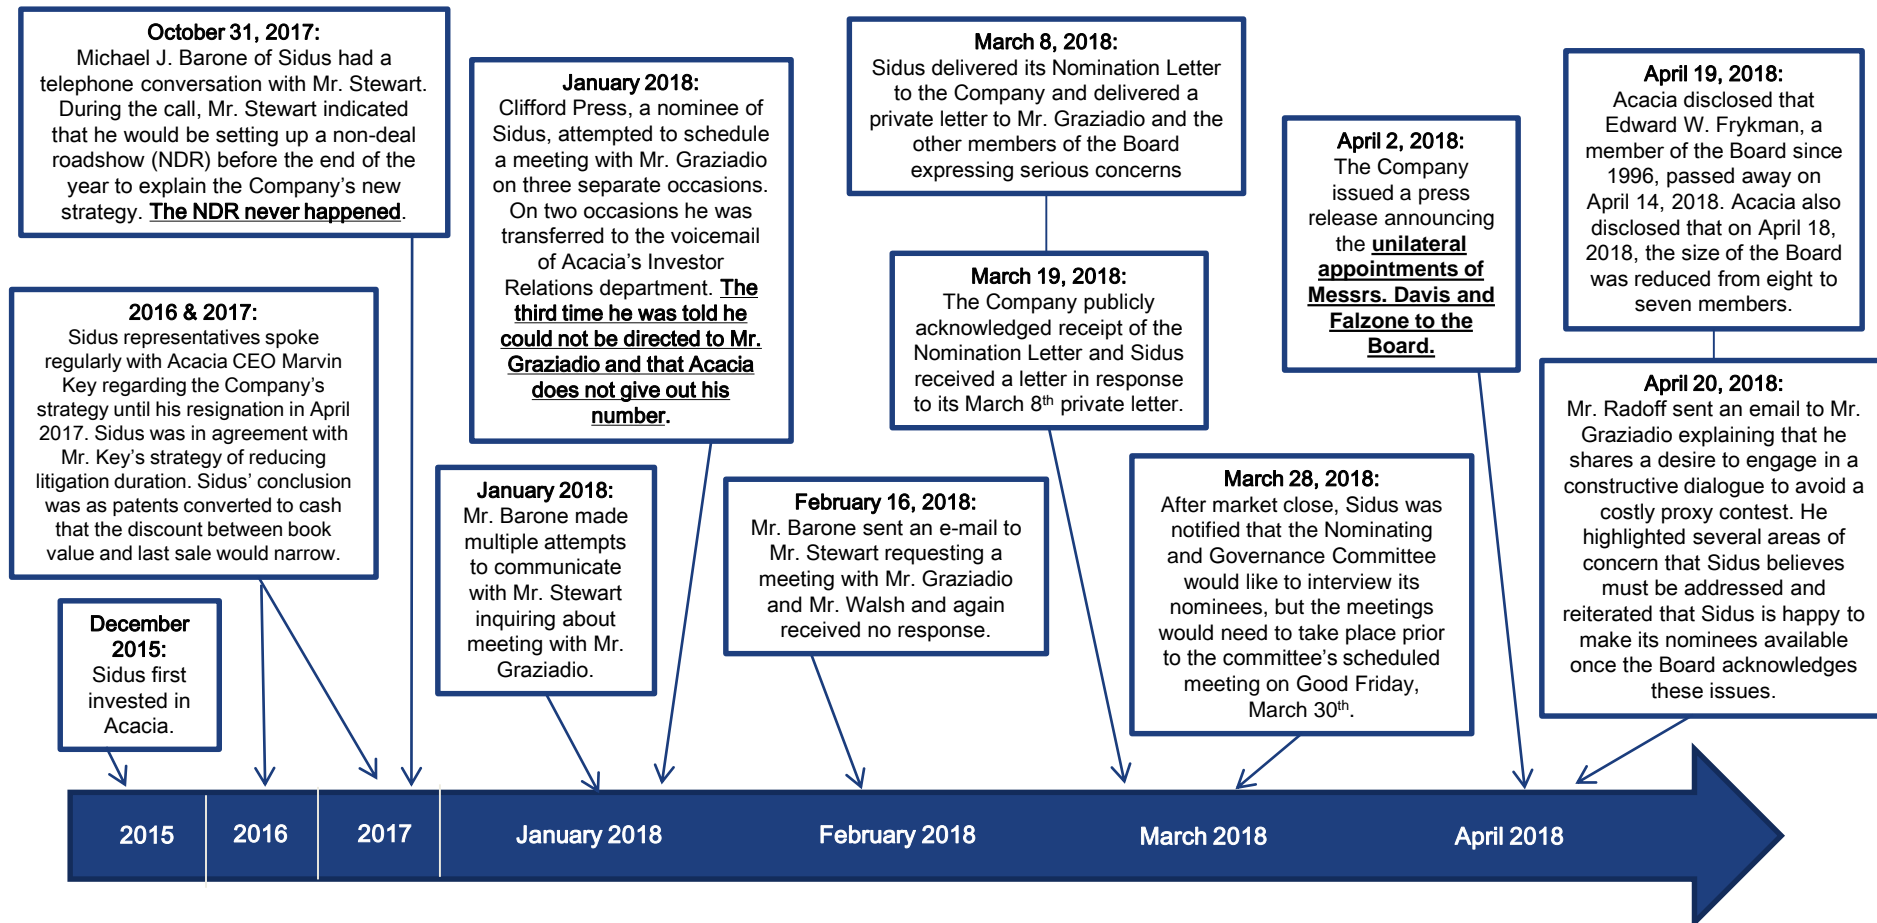 October 31, 2017:
Michael J. Barone of Sidus had a
telephone conversation with Mr. Stewart.
During the call, Mr. Stewart indicated
that he would be setting up a non-deal
roadshow (NDR) before the end of the
year to explain the Company's new
strategy. The NDR never happened.
2016 & 2017:
Sidus representatives spoke
regularly with Acacia CEO Marvin
Key regarding the Company's
strategy until his resignation in April
2017. Sidus was in agreement with
Mr. Key's strategy of reducing
litigation duration. Sidus' conclusion
was as patents converted to cash
that the discount between book
value and last sale would narrow.
December
2015:
Sidus first
invested in
Acacia.
January 2018:
Clifford Press, a nominee of
Sidus, attempted to schedule
a meeting with Mr. Graziadio
on three separate occasions.
On two occasions he was
transferred to the voicemail
of Acacia's Investor
Relations department. The
third time he was told he
could not be directed to Mr.
Graziadio and that Acacia
does not give out his
number.
January 2018:
Mr. Barone made
multiple attempts
to communicate
with Mr. Stewart
inquiring about
meeting with Mr.
Graziadio.
February 16, 2018:
Mr. Barone sent an e-mail to
Mr. Stewart requesting a
meeting with Mr. Graziadio
and Mr. Walsh and again
received no response.
March 8, 2018:
Sidus delivered its Nomination Letter
to the Company and delivered a
private letter to Mr. Graziadio and the
other members of the Board
expressing serious concerns
March 19, 2018:
The Company publicly
acknowledged receipt of the
Nomination Letter and Sidus
received a letter in response
to its March 8th private letter.
March 28, 2018:
After market close, Sidus was
notified that the Nominating
and Governance Committee
would like to interview its
nominees, but the meetings
would need to take place prior
to the committee's scheduled
meeting on Good Friday,
March 30th.
April 2, 2018:
The Company
issued a press
release announcing
the unilateral
appointments of
Messrs. Davis and
Falzone to the
Board.
April 19, 2018:
Acacia disclosed that
Edward W. Frykman, a
member of the Board since
1996, passed away on
April 14, 2018. Acacia also
disclosed that on April 18,
2018, the size of the Board
was reduced from eight to
seven members.
April 20, 2018:
Mr. Radoff sent an email to Mr.
Graziadio explaining that he
shares a desire to engage in a
constructive dialogue to avoid a
costly proxy contest. He
highlighted several areas of
concern that Sidus believes
must be addressed and
reiterated that Sidus is happy to
make its nominees available
once the Board acknowledges
these issues.
2015
2016
2017
January 2018
February 2018
March 2018
April 2018